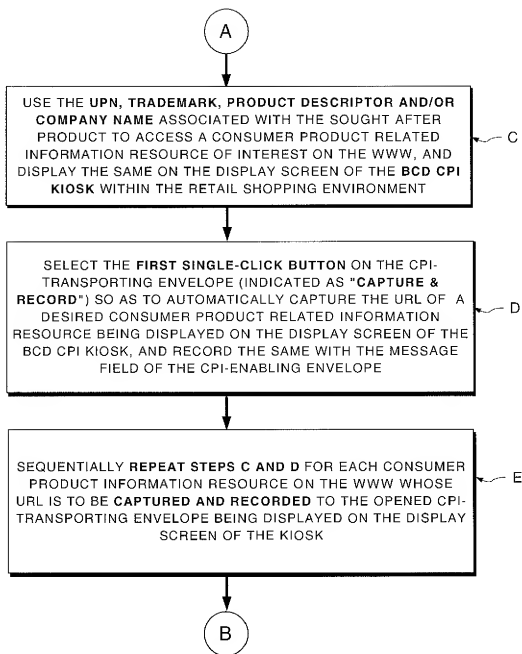 A
USE THE UPN, TRADEMARK, PRODUCT DESCRIPTOR AND/OR
COMPANY NAME ASSOCIATED WITH THE SOUGHT AFTER
PRODUCT TO ACCESS A CONSUMER PRODUCT RELATED
INFORMATION RESOURCE OF INTEREST ON THE WWW, AND
DISPLAY THE SAME ON THE DISPLAY SCREEN OF THE BCD CPI
KIOSK WITHIN THE RETAIL SHOPPING ENVIRONMENT
C
SELECT THE FIRST SINGLE-CLICK BUTTON ON THE CPI-
TRANSPORTING ENVELOPE (INDICATED AS "CAPTURE &
RECORD") SO AS TO AUTOMATICALLY CAPTURE THE URL OF A
DESIRED CONSUMER PRODUCT RELATED INFORMATION
RESOURCE BEING DISPLAYED ON THE DISPLAY SCREEN OF THE
BCD CPI KIOSK, AND RECORD THE SAME WITH THE MESSAGE
FIELD OF THE CPI-ENABLING ENVELOPE
D
SEQUENTIALLY REPEAT STEPS C AND D FOR EACH CONSUMER
PRODUCT INFORMATION RESOURCE ON THE WWW WHOSE
URL IS TO BE CAPTURED AND RECORDED TO THE OPENED CPI-
TRANSPORTING ENVELOPE BEING DISPLAYED ON THE DISPLAY
SCREEN OF THE KIOSK
E
B